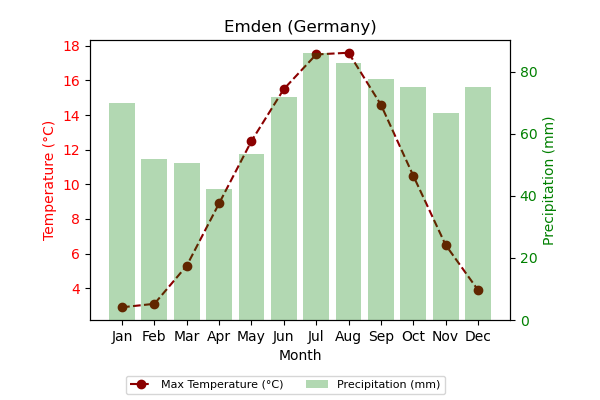 Emden (Germany)
18
16
14
12
10
8
6
4
Temperature (°C)
80
60
40
20
0
Precipitation (mm)
Jan Feb Mar Apr May Jun Jul Aug Sep Oct Nov Dec
Month
Max Temperature (°C) Precipitation (mm)